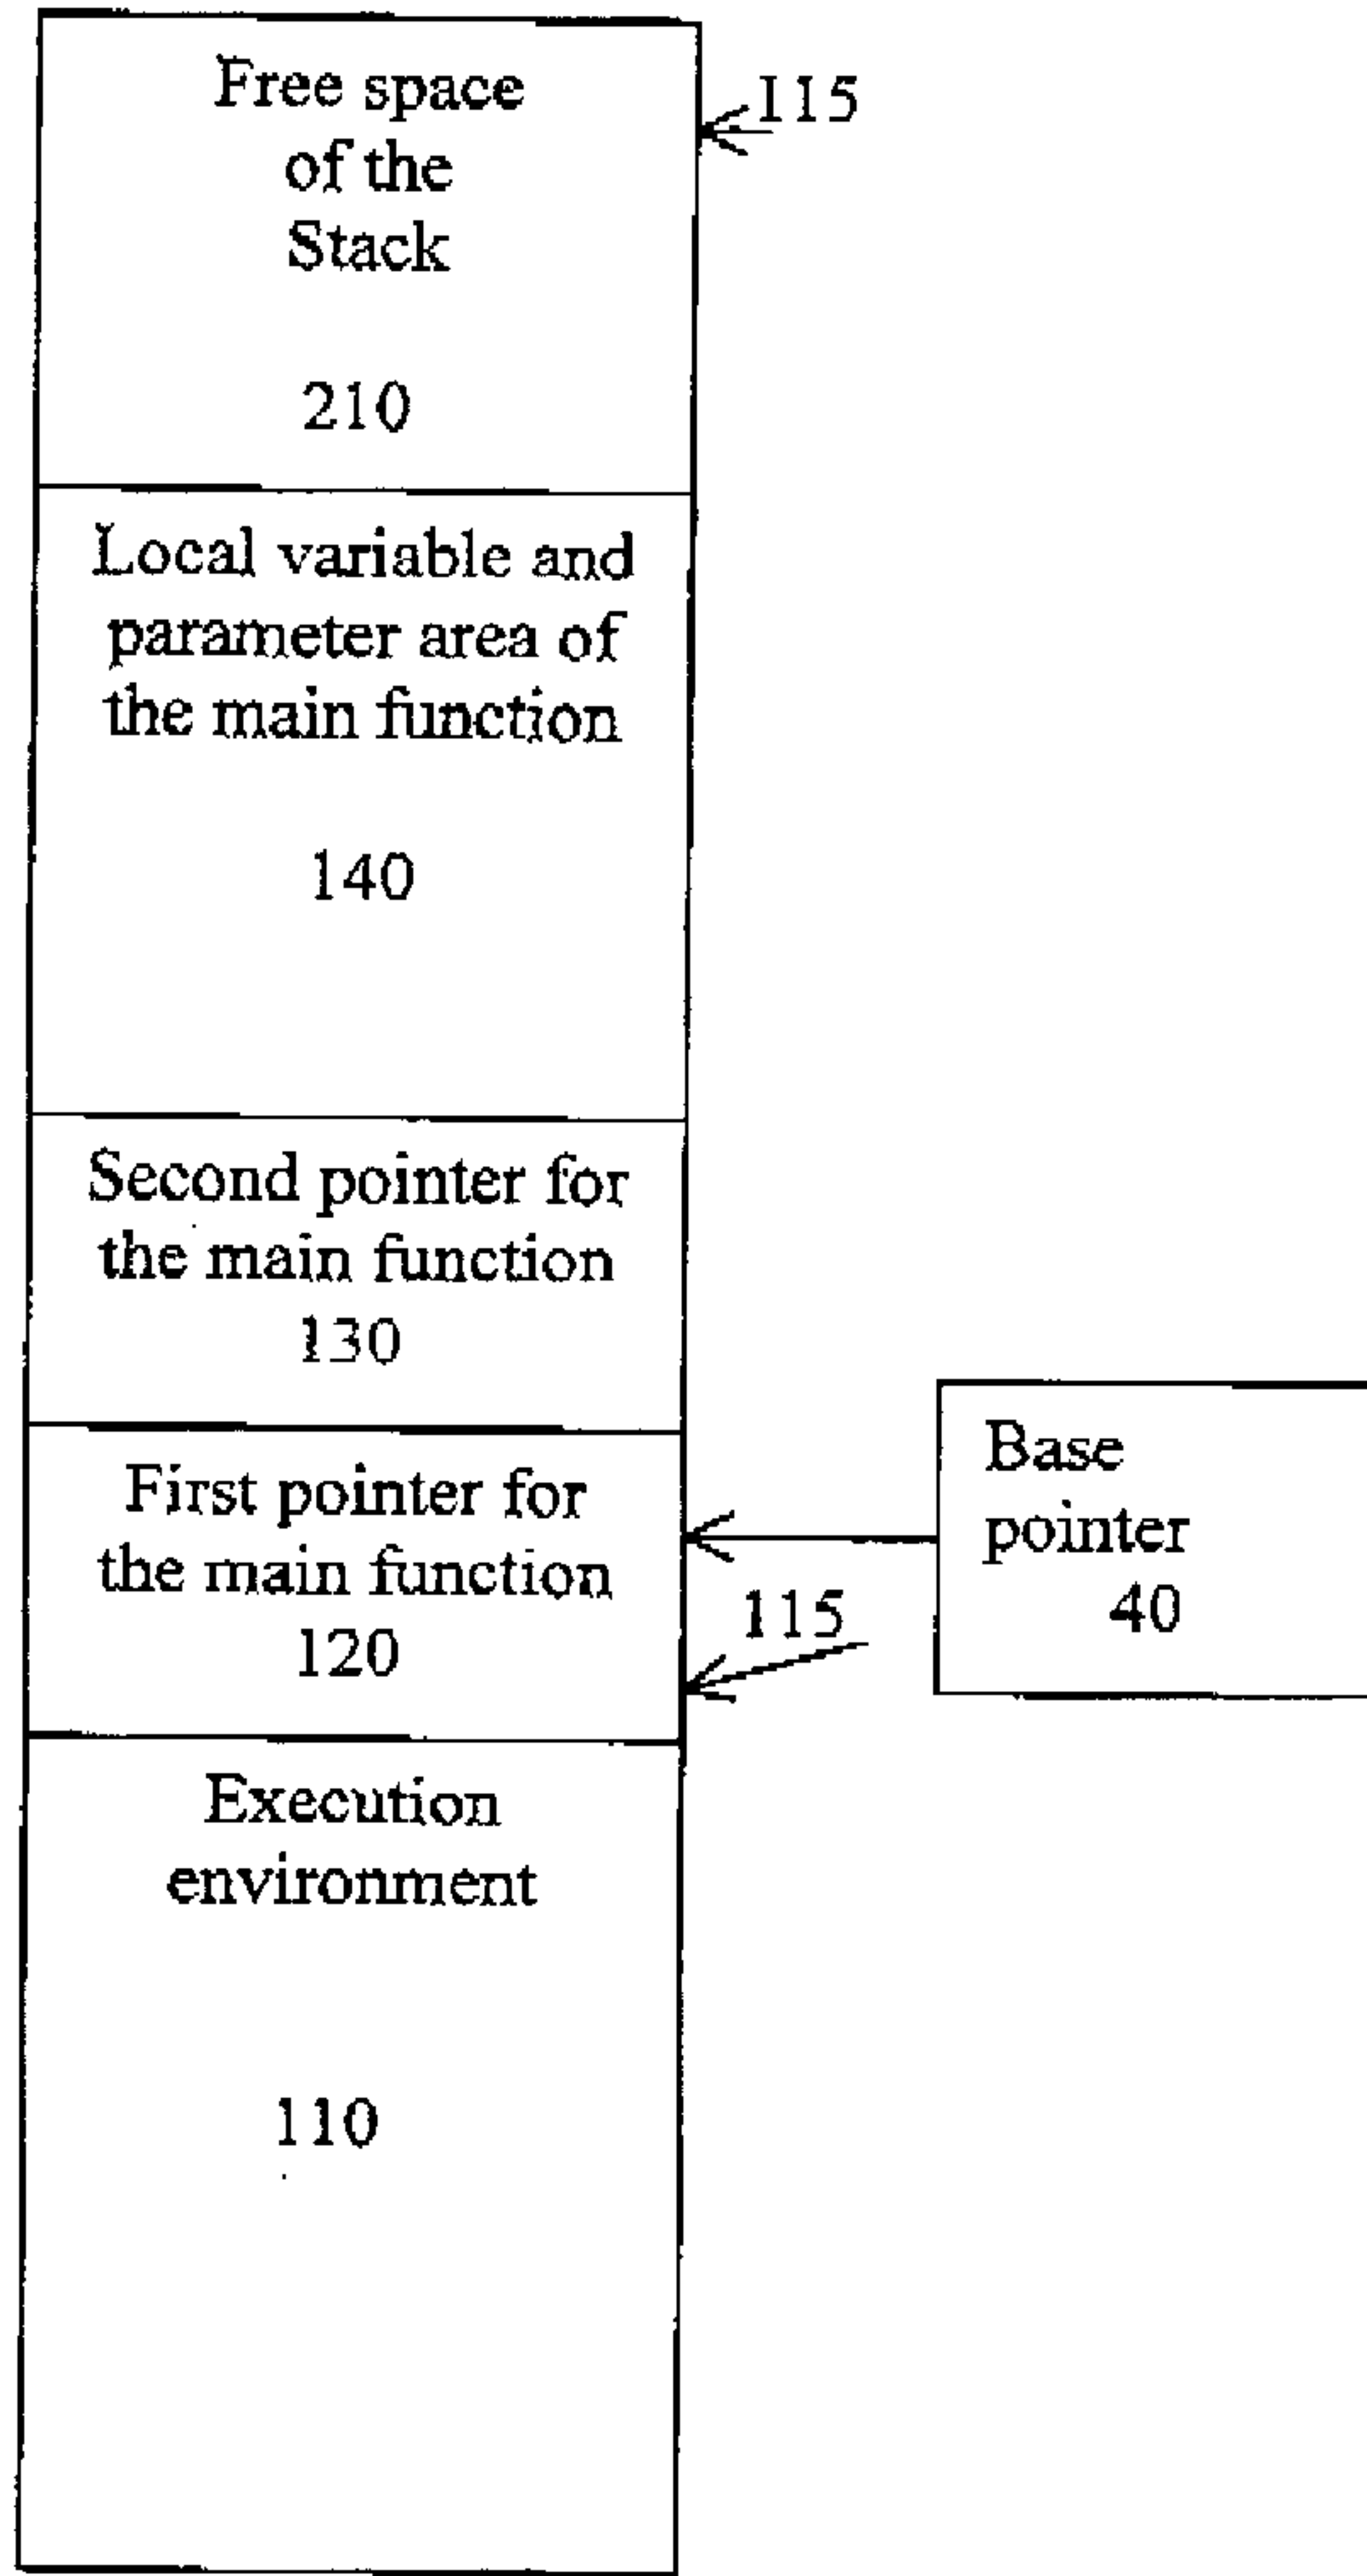 Free space
of the
Stack
210
115
Local variable and
parameter area of
the main function
140
Second pointer for
the main function
130
First pointer for
the main function
120
Base
pointer
40
115
Execution
environment
110